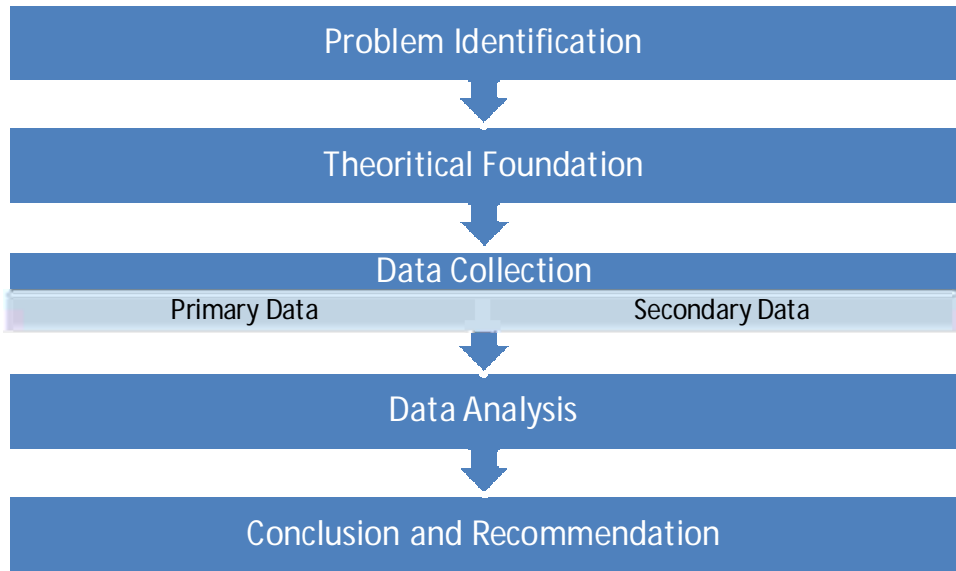 Problem Identification
Theoritical Foundation
Data Collection
Primary Data
Secondary Data
Data Analysis
Conclusion and Recommendation